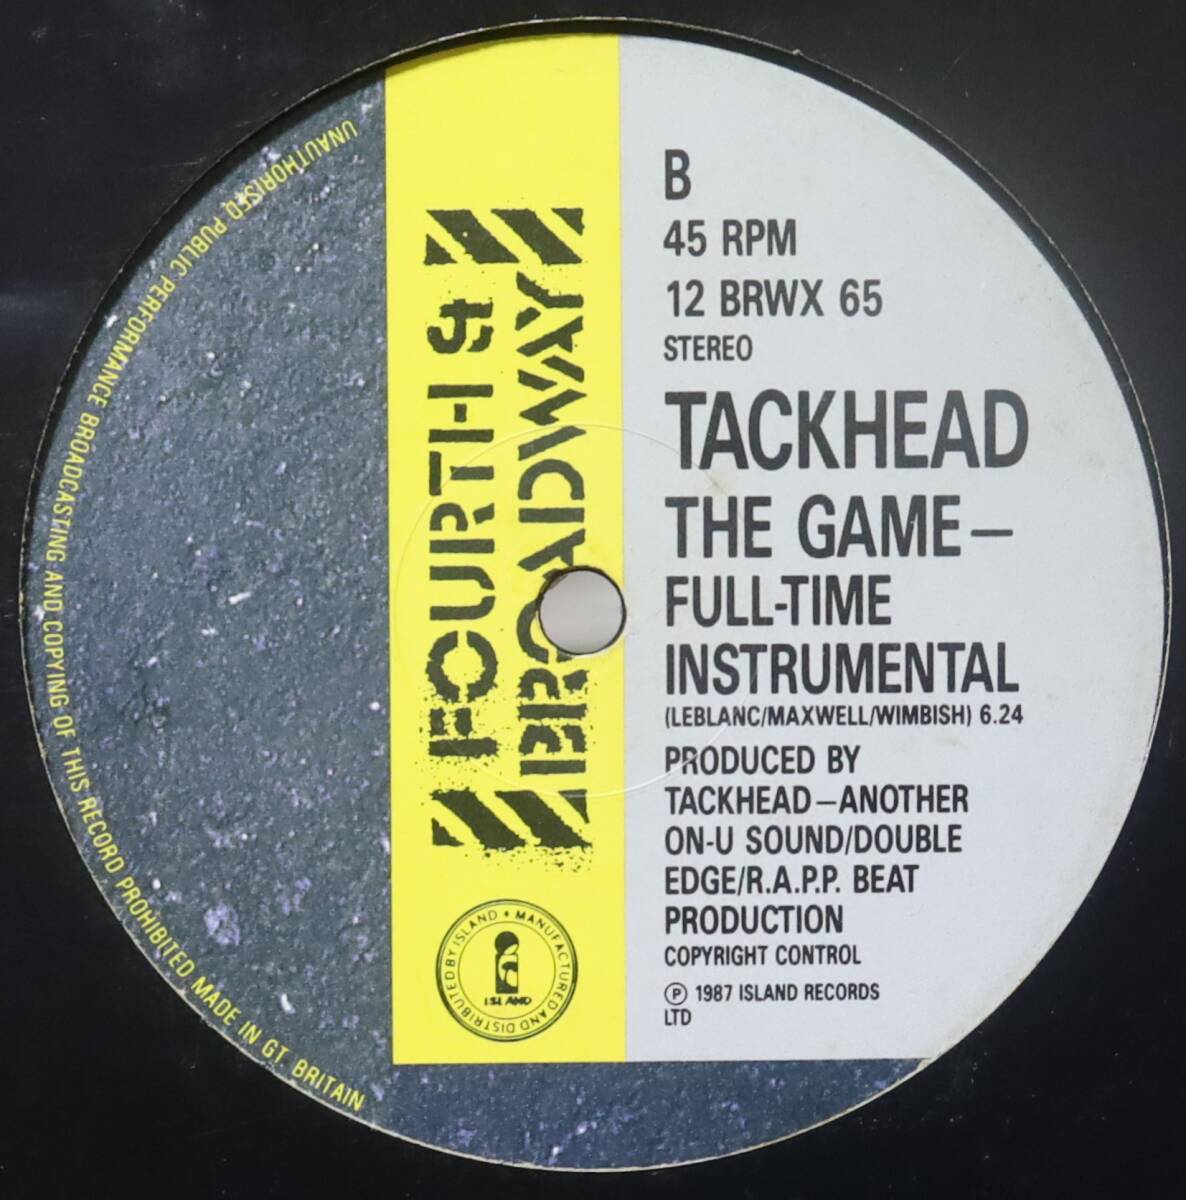 B
45 RPM
12 BRWX 65
STEREO
TACKHEAD
THE GAME—
FULL-TIME
INSTRUMENTAL
(LEBLANC/MAXWELL/WIMBISH) 6.24
PRODUCED BY
TACKHEAD—ANOTHER
ON-U SOUND/DOUBLE
EDGE/R.A.P.P. BEAT
PRODUCTION
COPYRIGHT CONTROL
Ⓟ 1987 ISLAND RECORDS
LTD
FOURTH &
BROADWAY
MANUFACTURED AND DISTRIBUTED BY ISLAND •
ISLAND
UNAUTHORISED PUBLIC PERFORMANCE BROADCASTING AND COPYING OF THIS RECORD PROHIBITED MADE IN GT. BRITAIN